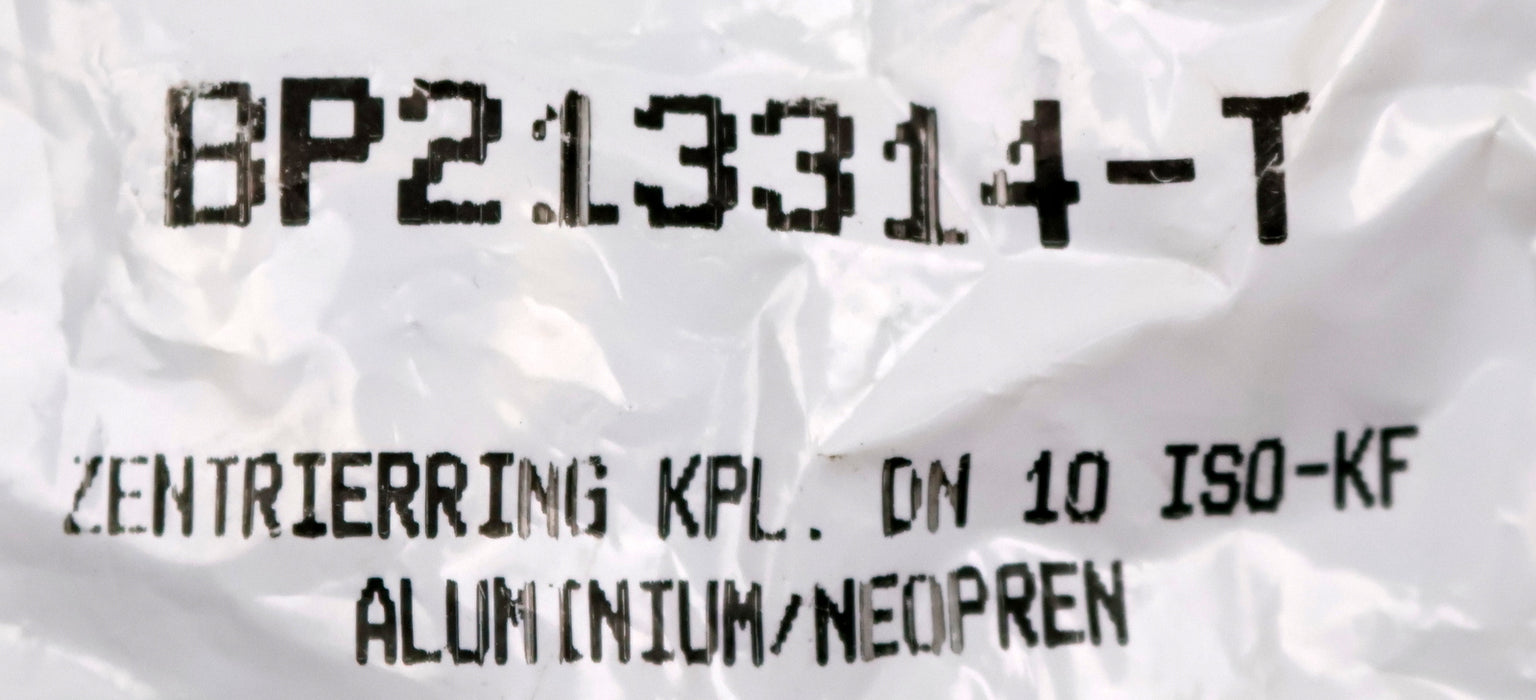 BP213314-T
ZENTRIERRING KPL. DN 10 ISO-KF
ALUMINIUM/NEOPREN